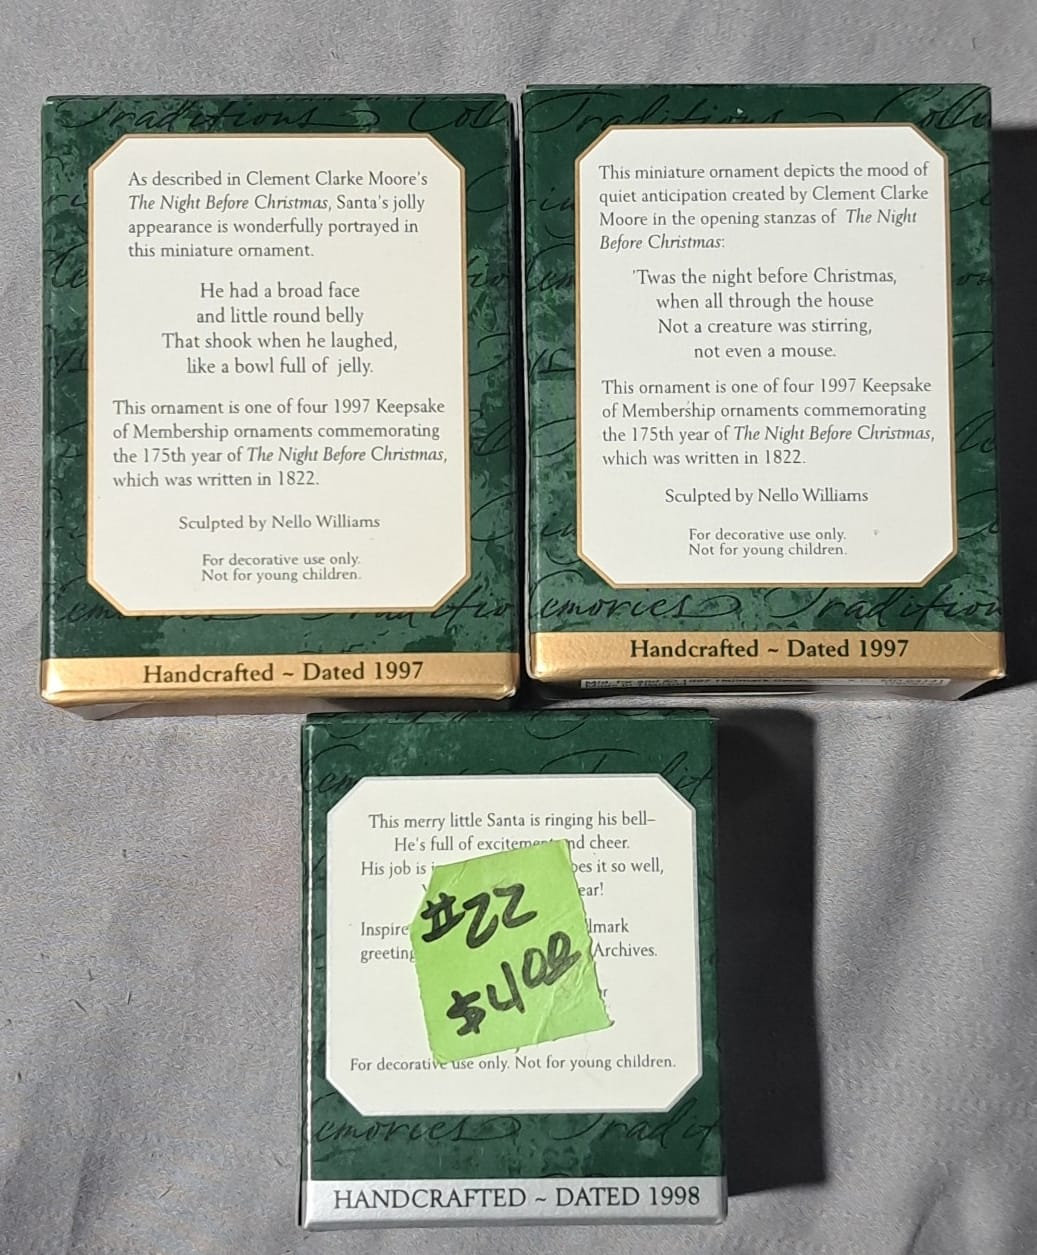 Traditions Coll
As described in Clement Clarke Moore's
The Night Before Christmas, Santa's jolly
appearance is wonderfully portrayed in
this miniature ornament.
He had a broad face
and little round belly
That shook when he laughed,
like a bowl full of jelly.
This ornament is one of four 1997 Keepsake
of Membership ornaments commemorating
the 175th year of The Night Before Christmas,
which was written in 1822.
Sculpted by Nello Williams
For decorative use only.
Not for young children.
Handcrafted ~ Dated 1997
Traditions Colle
This miniature ornament depicts the mood of
quiet anticipation created by Clement Clarke
Moore in the opening stanzas of The Night
Before Christmas:
'Twas the night before Christmas,
when all through the house
Not a creature was stirring,
not even a mouse.
This ornament is one of four 1997 Keepsake
of Membership ornaments commemorating
the 175th year of The Night Before Christmas,
which was written in 1822.
Sculpted by Nello Williams
For decorative use only.
Not for young children.
emories Tradition
Handcrafted ~ Dated 1997
This merry little Santa is ringing his bell–
He's full of excitement and cheer.
His job is so well,
Inspire
greeting Archives.
#22
$4.00
For decorative use only. Not for young children.
emories Tradit
HANDCRAFTED ~ DATED 1998